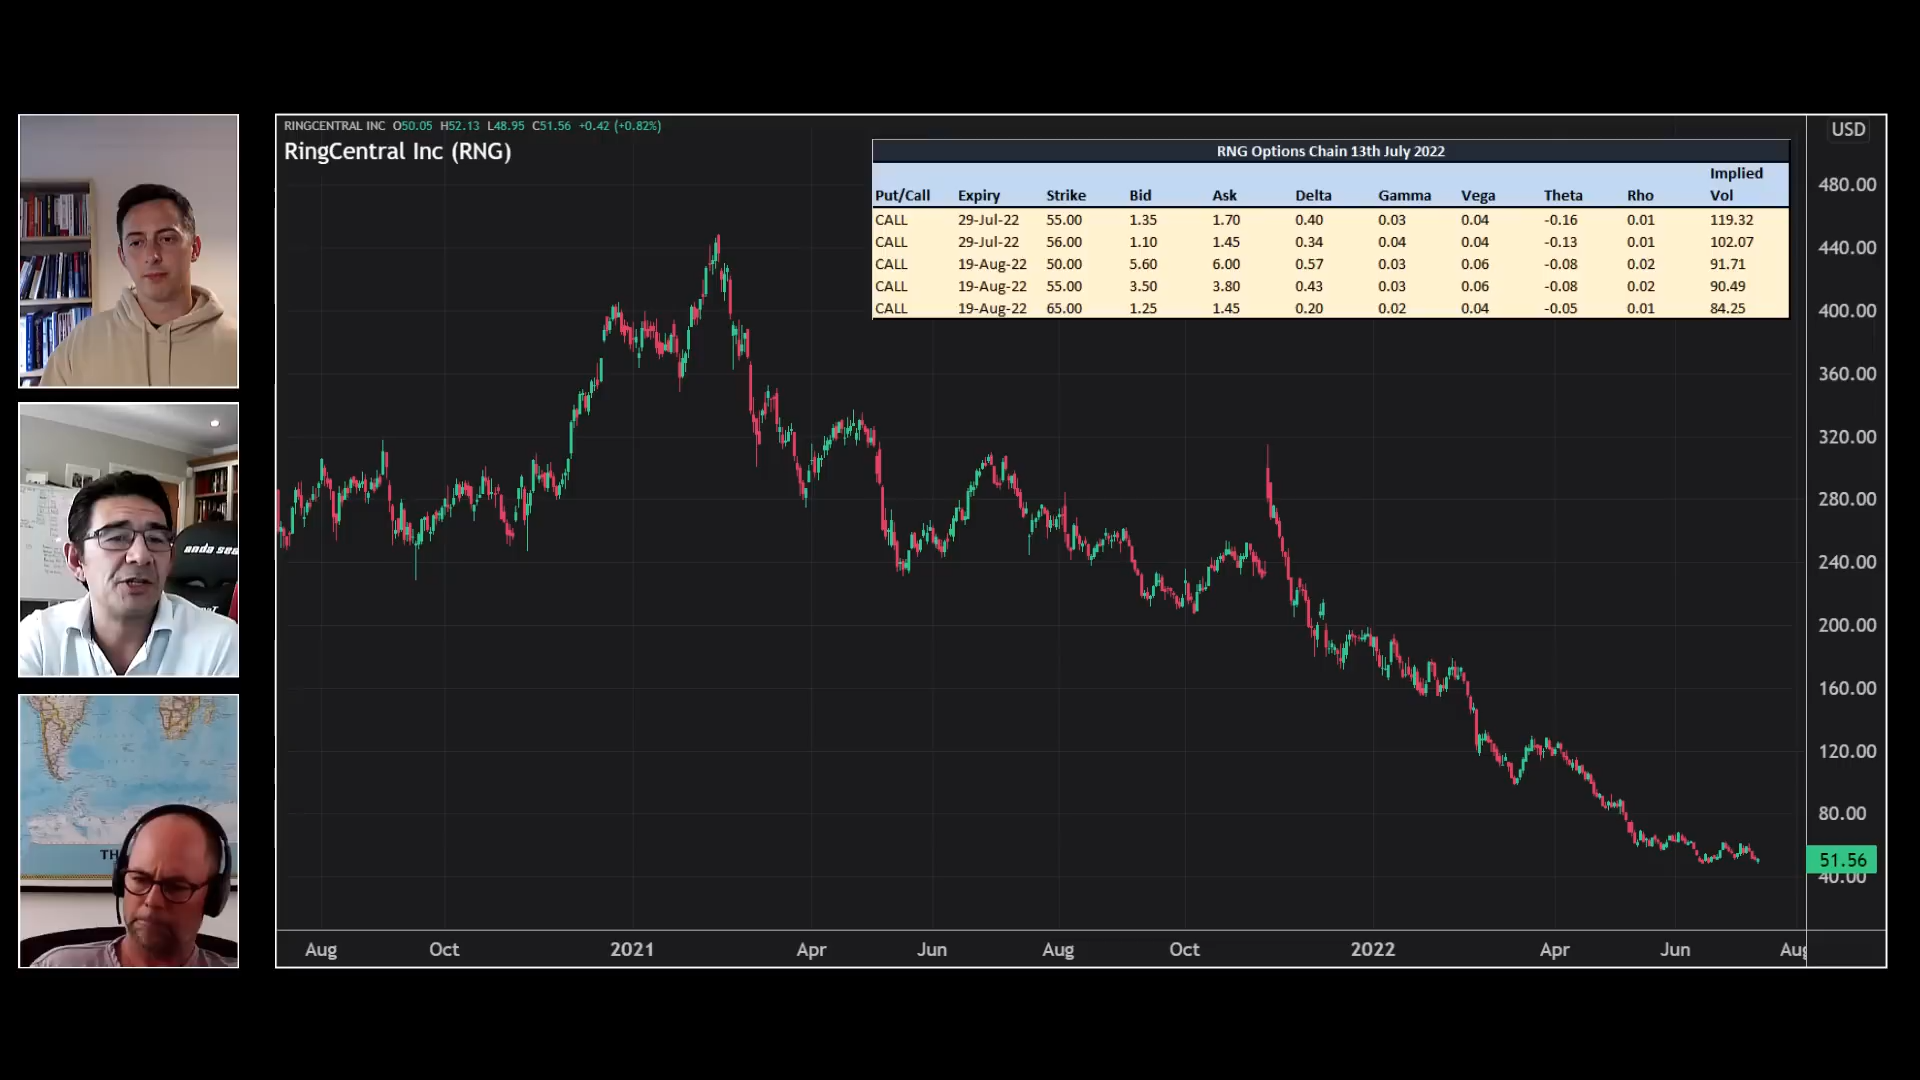 RINGCENTRAL INC O50.05 H52.13 L48.95 C51.56 +0.42 (+0.82%)
RingCentral Inc (RNG)
USD
RNG Options Chain 13th July 2022
Put/Call Expiry Strike Bid Ask Delta Gamma Vega Theta Rho Implied Vol
CALL 29-Jul-22 55.00 1.35 1.70 0.40 0.03 0.04 -0.16 0.01 119.32
CALL 29-Jul-22 56.00 1.10 1.45 0.34 0.04 0.04 -0.13 0.01 102.07
CALL 19-Aug-22 50.00 5.60 6.00 0.57 0.03 0.06 -0.08 0.02 91.71
CALL 19-Aug-22 55.00 3.50 3.80 0.43 0.03 0.06 -0.08 0.02 90.49
CALL 19-Aug-22 65.00 1.25 1.45 0.20 0.02 0.04 -0.05 0.01 84.25
480.00
440.00
400.00
360.00
320.00
280.00
240.00
200.00
160.00
120.00
80.00
51.56
40.00
Aug Oct 2021 Apr Jun Aug Oct 2022 Apr Jun Aug
anda sea
TH